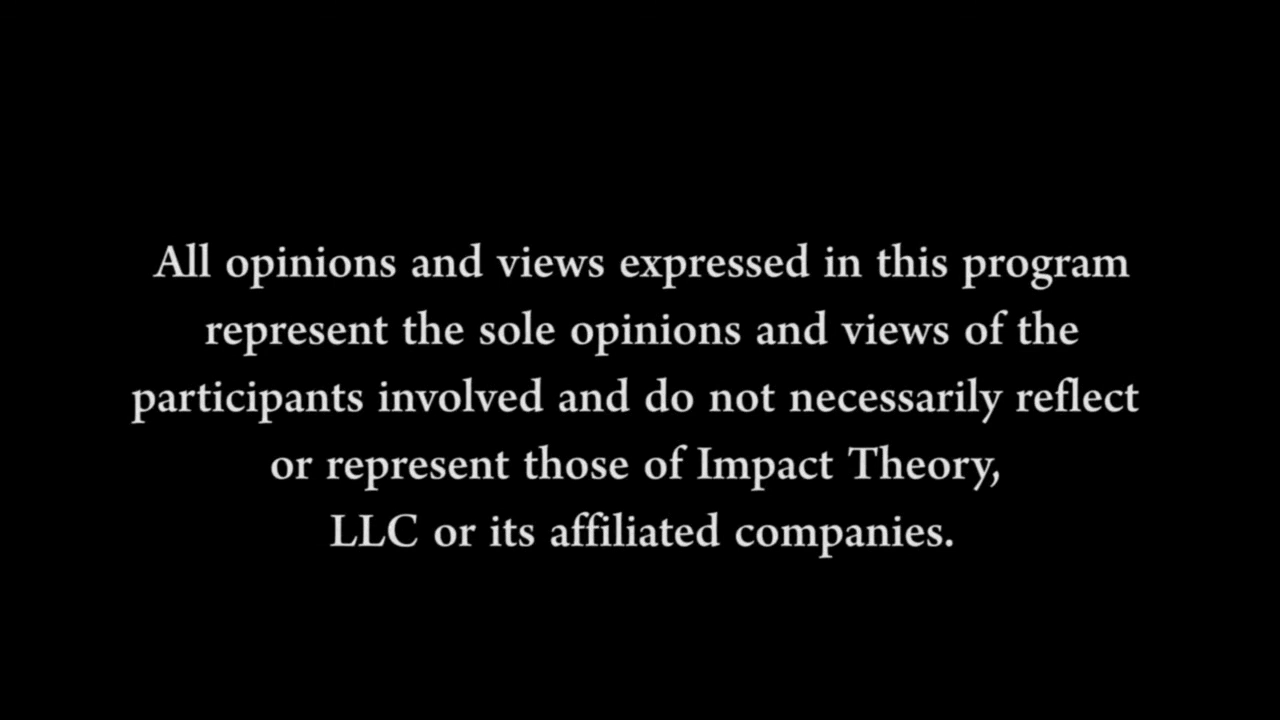 All opinions and views expressed in this program
represent the sole opinions and views of the
participants involved and do not necessarily reflect
or represent those of Impact Theory,
LLC or its affiliated companies.